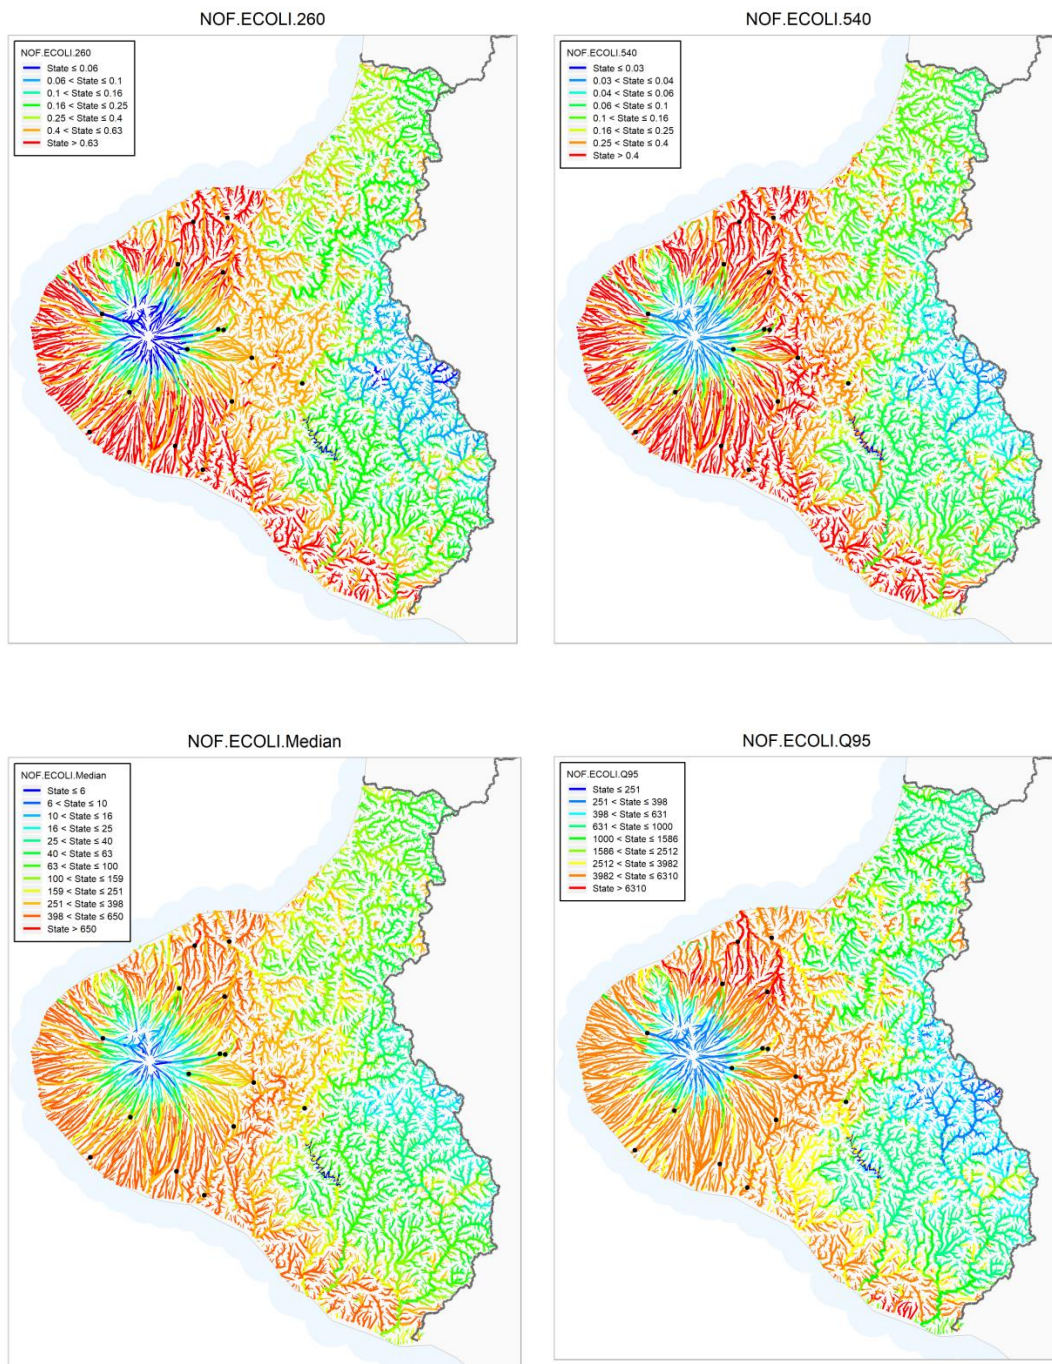 NOF.ECOLI.260
NOF.ECOLI.260
State ≤ 0.06
0.06 < State ≤ 0.1
0.1 < State ≤ 0.16
0.16 < State ≤ 0.25
0.25 < State ≤ 0.4
0.4 < State ≤ 0.63
State > 0.63
NOF.ECOLI.540
NOF.ECOLI.540
State ≤ 0.03
0.03 < State ≤ 0.04
0.04 < State ≤ 0.06
0.06 < State ≤ 0.1
0.1 < State ≤ 0.16
0.16 < State ≤ 0.25
0.25 < State ≤ 0.4
State > 0.4
NOF.ECOLI.Median
NOF.ECOLI.Median
State ≤ 6
6 < State ≤ 10
10 < State ≤ 16
16 < State ≤ 25
25 < State ≤ 40
40 < State ≤ 63
63 < State ≤ 100
100 < State ≤ 159
159 < State ≤ 251
251 < State ≤ 398
398 < State ≤ 650
State > 650
NOF.ECOLI.Q95
NOF.ECOLI.Q95
State ≤ 251
251 < State ≤ 398
398 < State ≤ 631
631 < State ≤ 1000
1000 < State ≤ 1586
1586 < State ≤ 2512
2512 < State ≤ 3982
3982 < State ≤ 6310
State > 6310